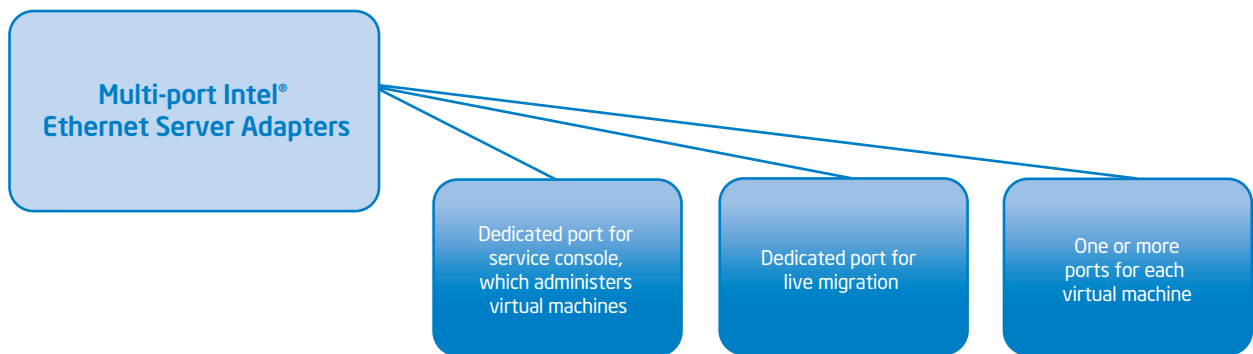 Multi-port Intel®
Ethernet Server Adapters
Dedicated port for
service console,
which administers
virtual machines
Dedicated port for
live migration
One or more
ports for each
virtual machine